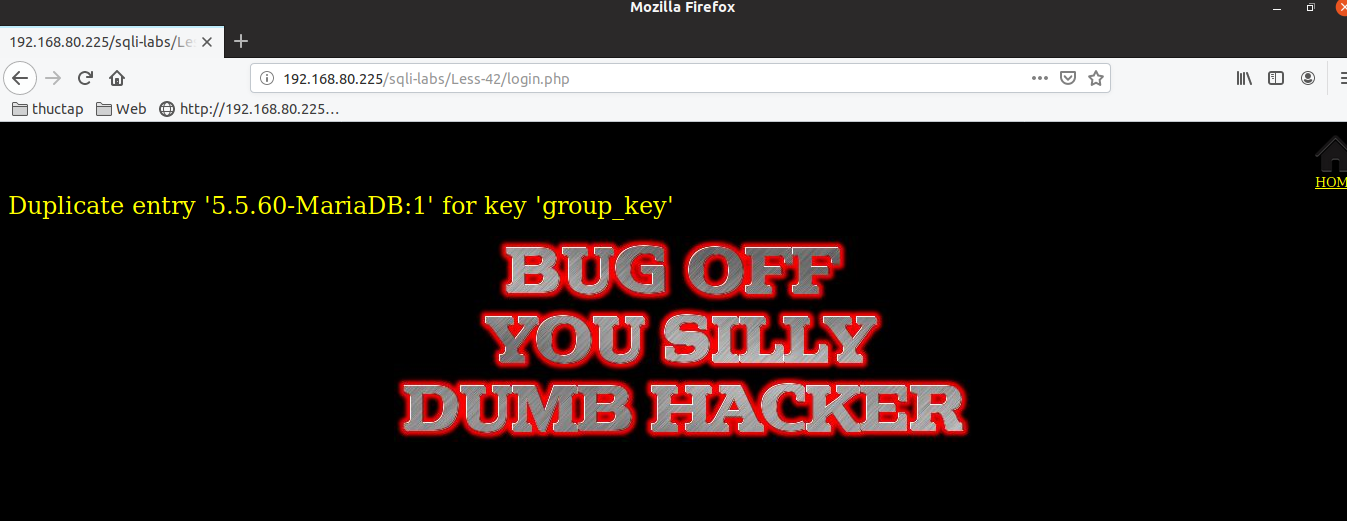 Mozilla Firefox
192.168.80.225/sqli-labs/Le
192.168.80.225/sqli-labs/Less-42/login.php
thuctap Web http://192.168.80.225…
HOM
Duplicate entry '5.5.60-MariaDB:1' for key 'group_key'
BUG OFF
YOU SILLY
DUMB HACKER